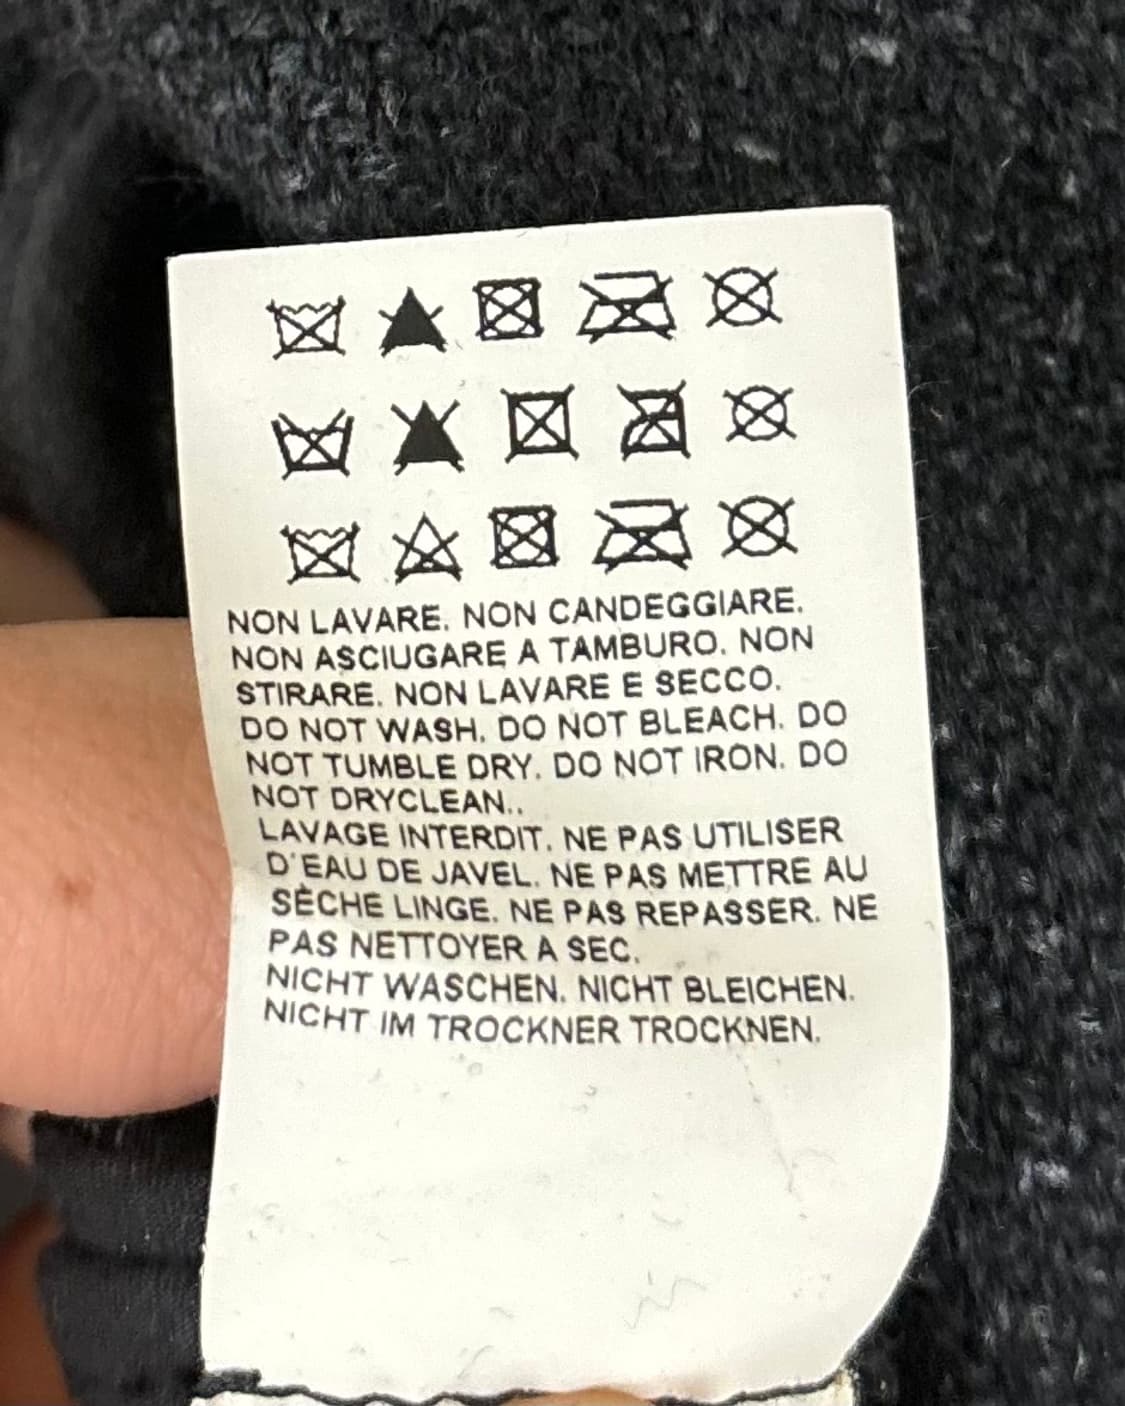 NON LAVARE. NON CANDEGGIARE.
NON ASCIUGARE A TAMBURO. NON
STIRARE. NON LAVARE E SECCO.
DO NOT WASH. DO NOT BLEACH. DO
NOT TUMBLE DRY. DO NOT IRON. DO
NOT DRYCLEAN..
LAVAGE INTERDIT. NE PAS UTILISER
D'EAU DE JAVEL. NE PAS METTRE AU
SÈCHE LINGE. NE PAS REPASSER. NE
PAS NETTOYER A SEC.
NICHT WASCHEN. NICHT BLEICHEN.
NICHT IM TROCKNER TROCKNEN.